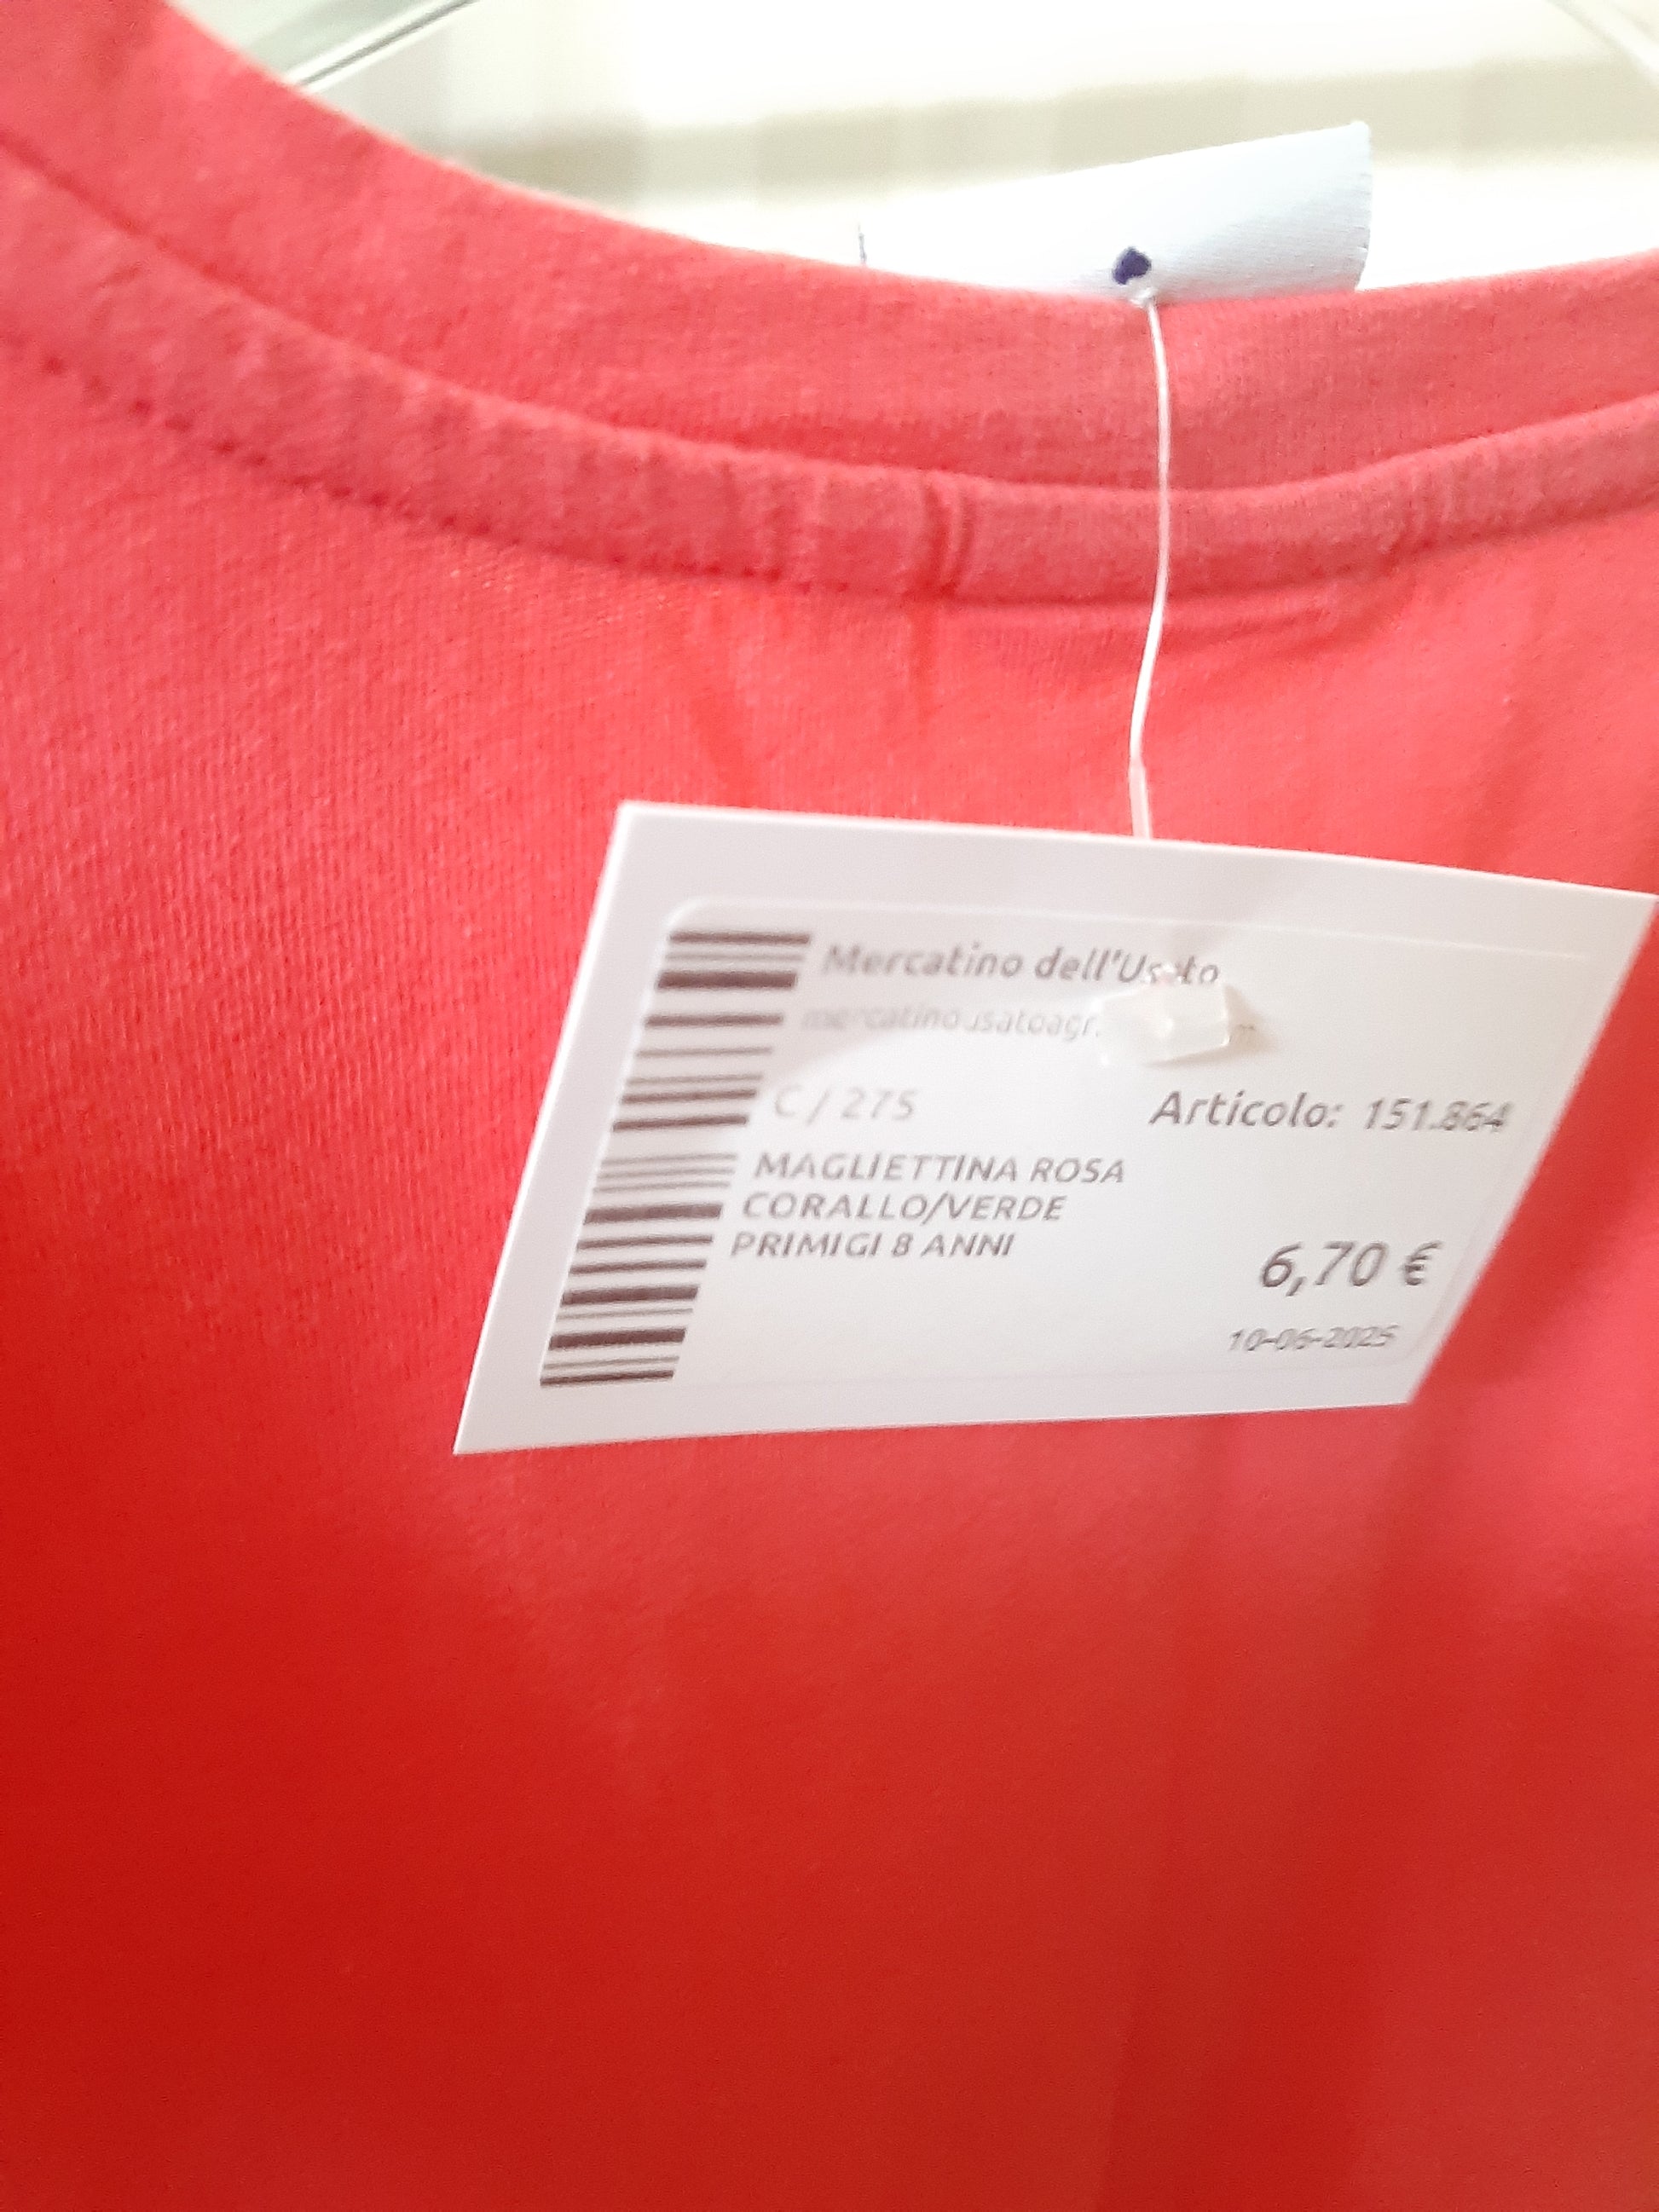 Mercatino dell'Usato
C / 275
Articolo: 151.864
MAGLIETTINA ROSA
CORALLO/VERDE
PRIMIGI 8 ANNI
6,70 €
10-06-2025